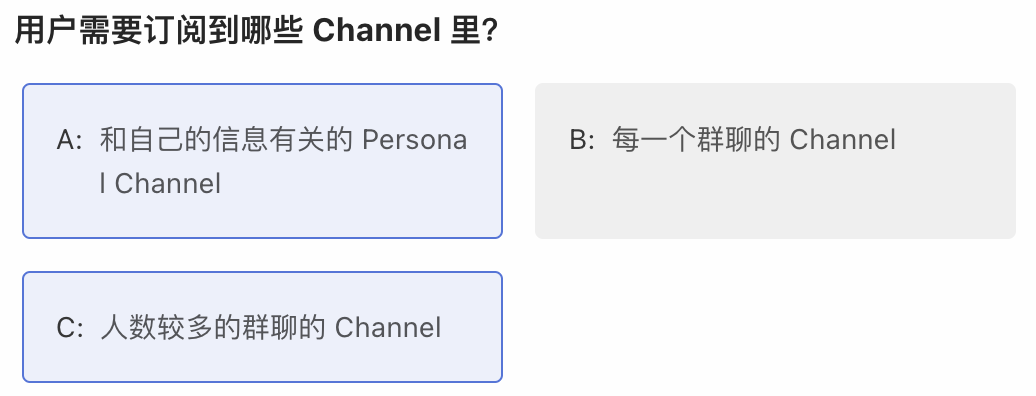 用户需要订阅到哪些 Channel 里?
A: 和自己的信息有关的 Persona
l Channel
B: 每一个群聊的 Channel
C: 人数较多的群聊的 Channel